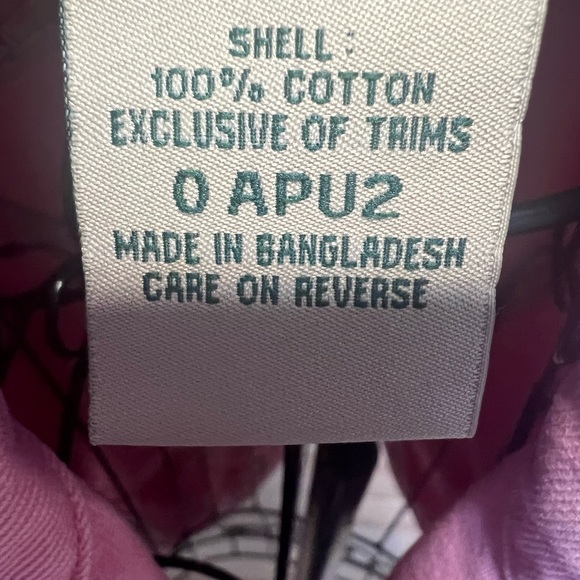 SHELL:
100% COTTON
EXCLUSIVE OF TRIMS
0 APU2
MADE IN BANGLADESH
CARE ON REVERSE